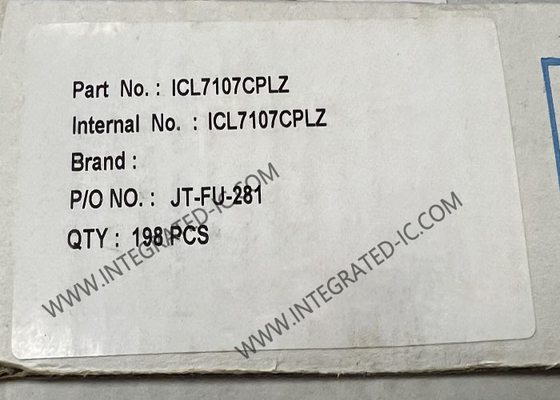 Part No. : ICL7107CPLZ
Internal No. : ICL7107CPLZ
Brand :
P/O NO. : JT-FU-281
QTY : 198 PCS
WWW.INTEGRATED-IC.COM
WWW.INTEGRATED-IC.COM